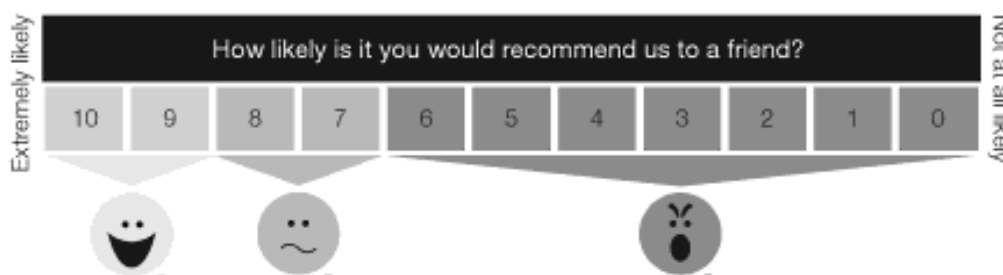 Extremely likely
How likely is it you would recommend us to a friend?
Not at all likely
10 9 8 7 6 5 4 3 2 1 0